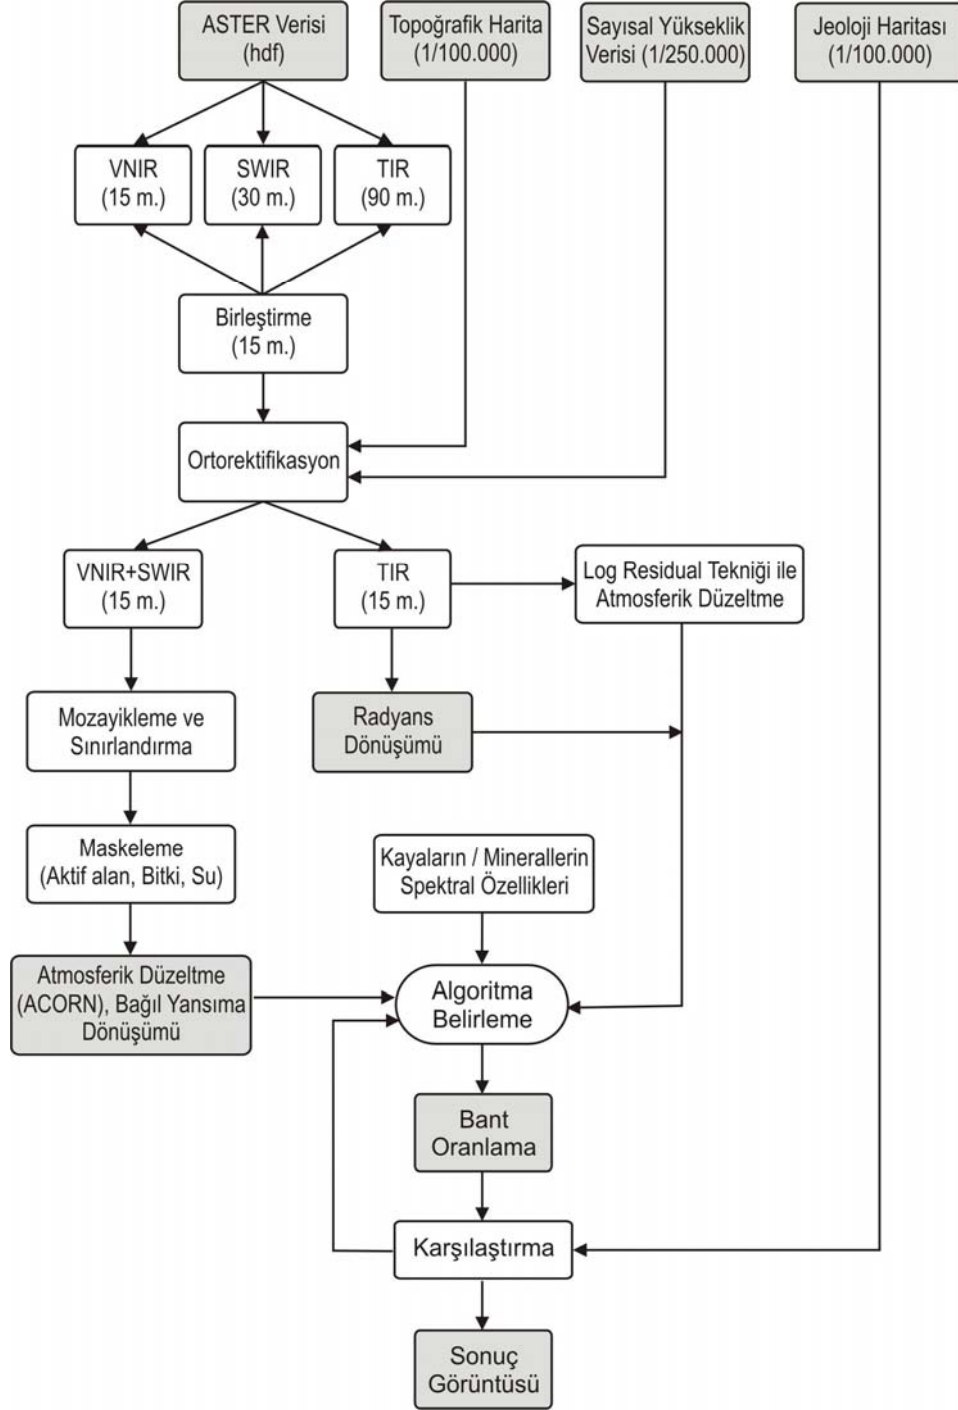 ASTER Verisi
(hdf)
Topoğrafik Harita
(1/100.000)
Sayısal Yükseklik
Verisi (1/250.000)
Jeoloji Haritası
(1/100.000)
VNIR
(15 m.)
SWIR
(30 m.)
TIR
(90 m.)
Birleştirme
(15 m.)
Ortorektifikasyon
VNIR+SWIR
(15 m.)
TIR
(15 m.)
Log Residual Tekniği ile
Atmosferik Düzeltme
Mozayikleme ve
Sınırlandırma
Radyans
Dönüşümü
Maskeleme
(Aktif alan, Bitki, Su)
Kayaların / Minerallerin
Spektral Özellikleri
Atmosferik Düzeltme
(ACORN), Bağıl Yansıma
Dönüşümü
Algoritma
Belirleme
Bant
Oranlama
Karşılaştırma
Sonuç
Görüntüsü